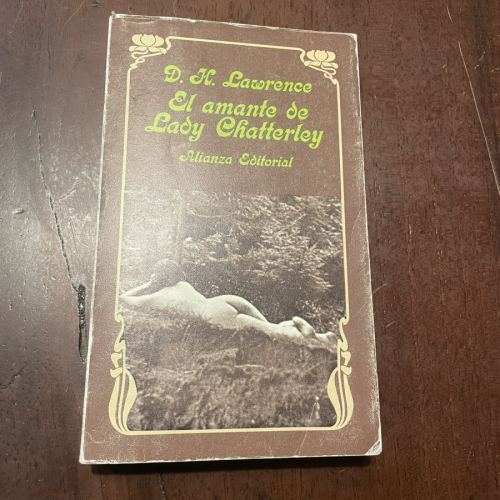 D. H. Lawrence
El amante de
Lady Chatterley
Alianza Editorial